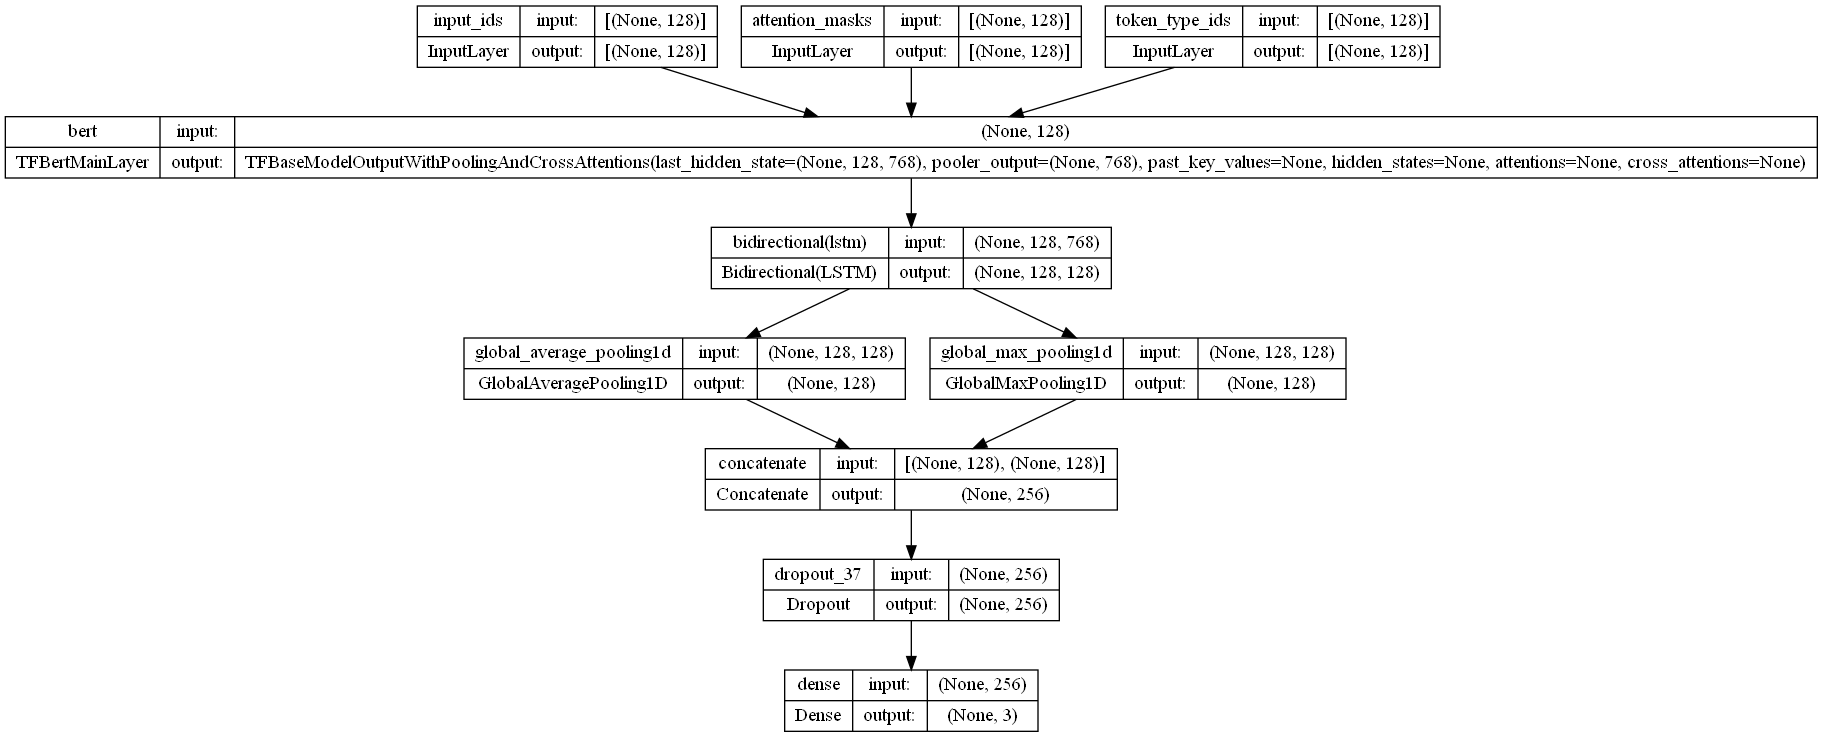 input_ids input: [(None, 128)]
InputLayer output: [(None, 128)]
attention_masks input: [(None, 128)]
InputLayer output: [(None, 128)]
token_type_ids input: [(None, 128)]
InputLayer output: [(None, 128)]
bert input: (None, 128)
TFBertMainLayer output: TFBaseModelOutputWithPoolingAndCrossAttentions(last_hidden_state=(None, 128, 768), pooler_output=(None, 768), past_key_values=None, hidden_states=None, attentions=None, cross_attentions=None)
bidirectional(lstm) input: (None, 128, 768)
Bidirectional(LSTM) output: (None, 128, 128)
global_average_pooling1d input: (None, 128, 128)
GlobalAveragePooling1D output: (None, 128)
global_max_pooling1d input: (None, 128, 128)
GlobalMaxPooling1D output: (None, 128)
concatenate input: [(None, 128), (None, 128)]
Concatenate output: (None, 256)
dropout_37 input: (None, 256)
Dropout output: (None, 256)
dense input: (None, 256)
Dense output: (None, 3)